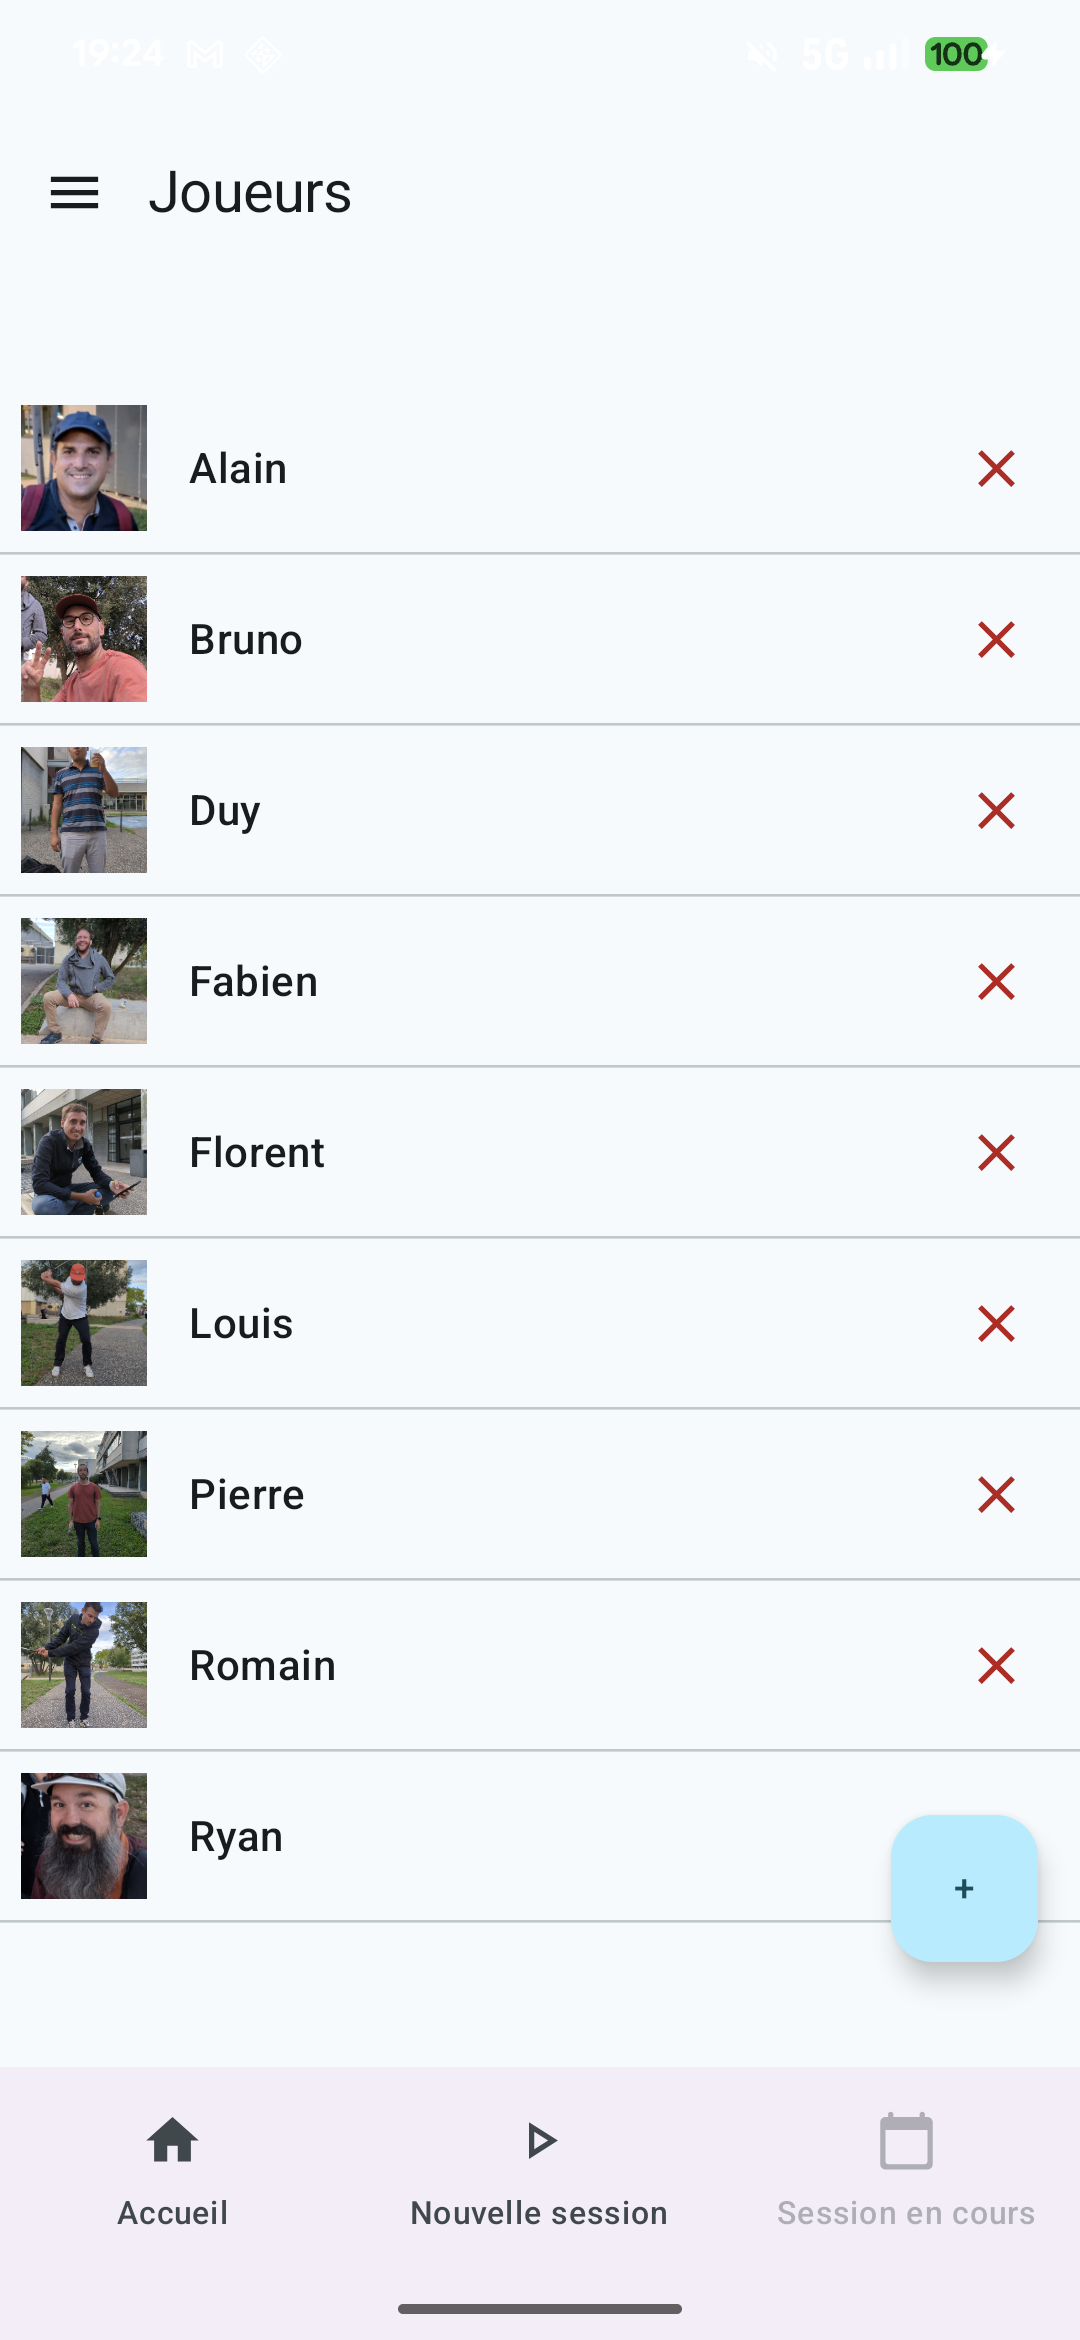 19:24 5G 100
Joueurs
Alain
Bruno
Duy
Fabien
Florent
Louis
Pierre
Romain
Ryan
+
Accueil Nouvelle session Session en cours